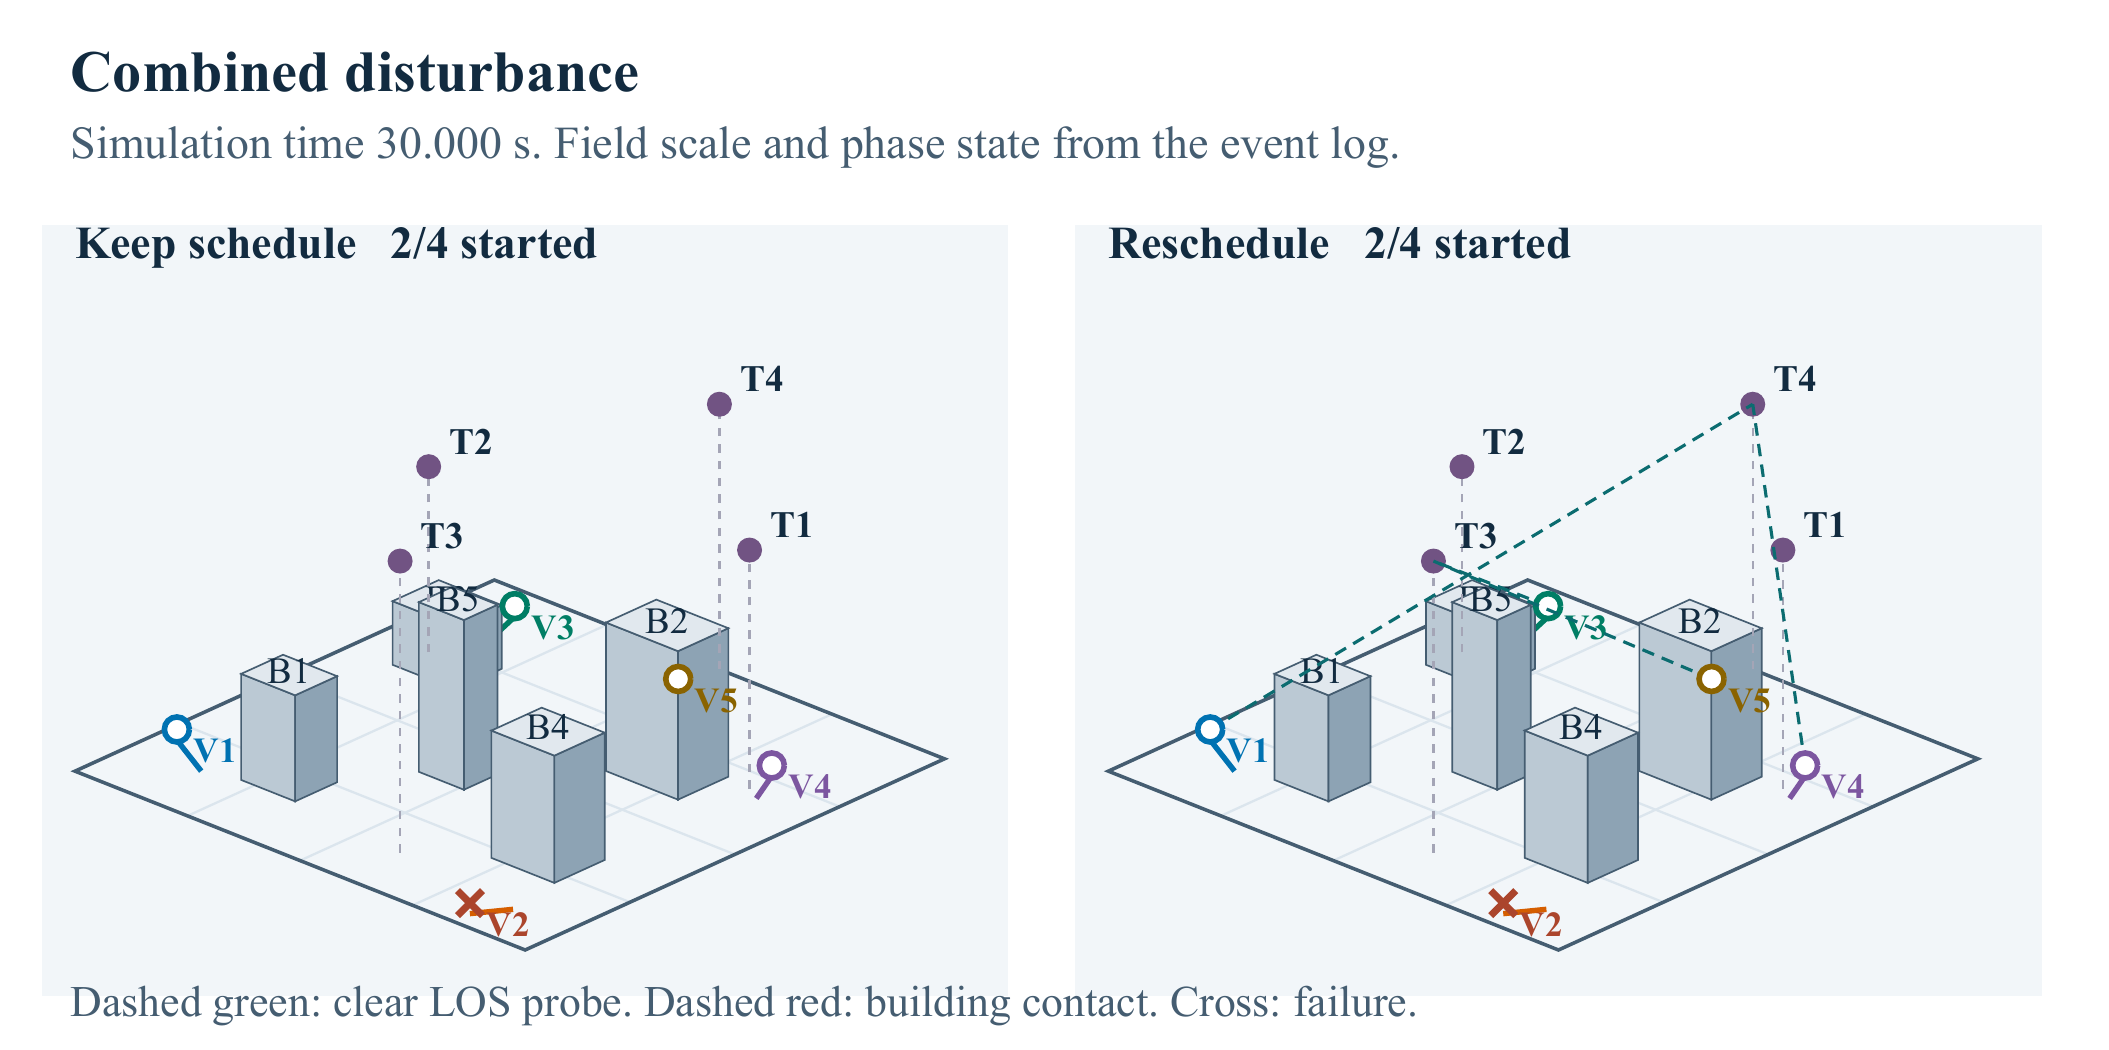 Combined disturbance
Simulation time 30.000 s. Field scale and phase state from the event log.
Keep schedule 2/4 started
T4
T2
T1
T3
B5
V3
B2
B1
V5
B4
V1
V4
V2
Reschedule 2/4 started
T4
T2
T1
T3
B5
V3
B2
B1
V5
B4
V1
V4
V2
Dashed green: clear LOS probe. Dashed red: building contact. Cross: failure.